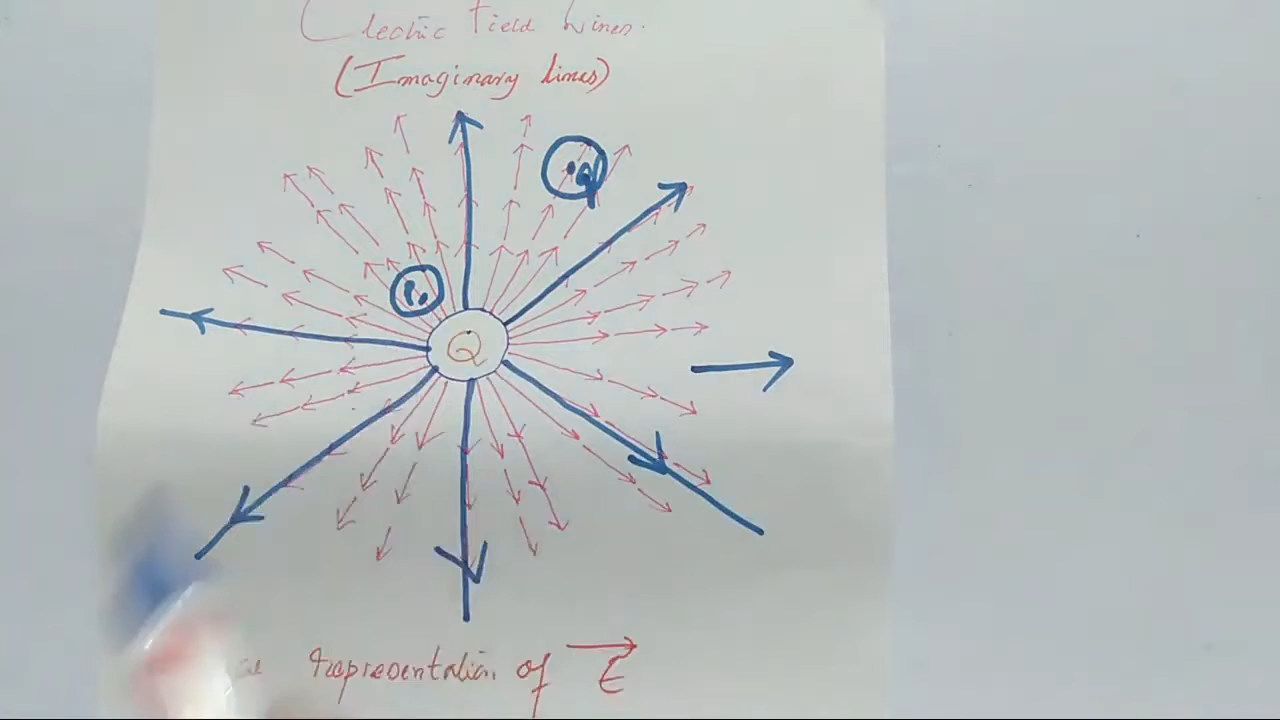 Electric Field Lines.
(Imaginary lines)
Q
P.
Q
representation of E